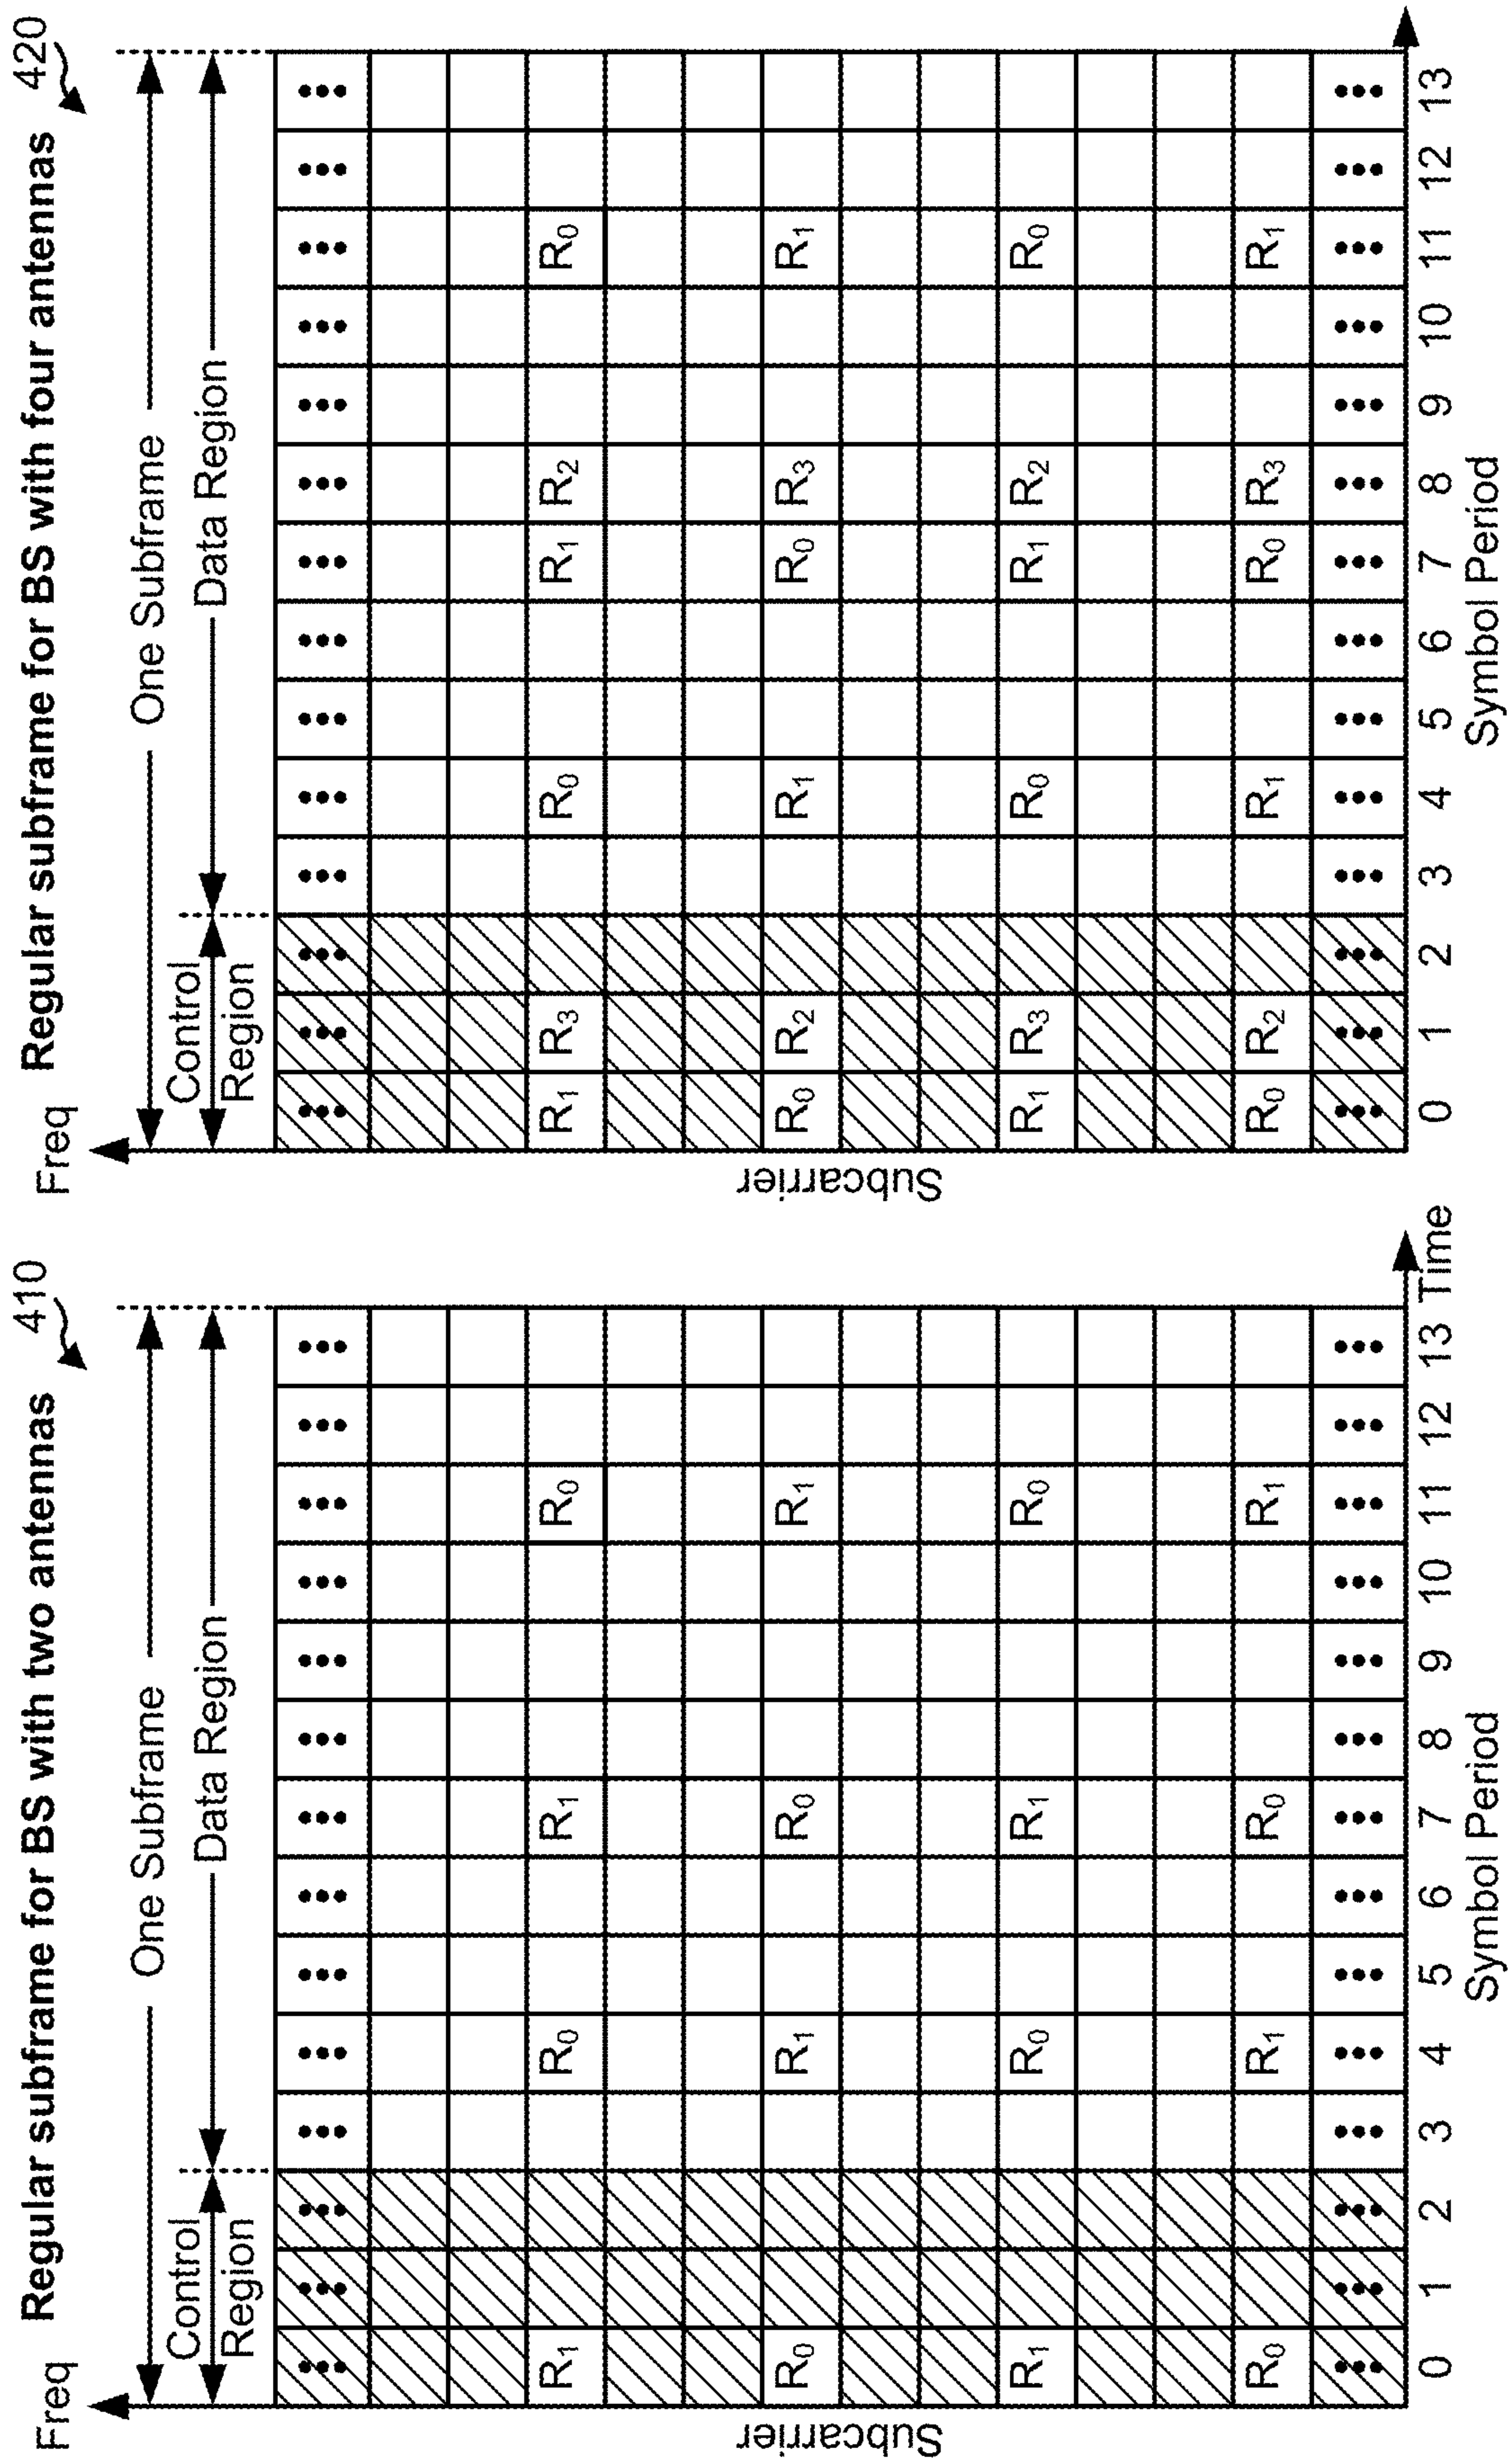 Regular subframe for BS with two antennas
410
Freq
One Subframe
Control
Region
Data Region
Subcarrier
R₁ R₀ R₁ R₀
R₀ R₁ R₀ R₁
R₁ R₀ R₁ R₀
R₀ R₁ R₀ R₁
0 1 2 3 4 5 6 7 8 9 10 11 12 13
Time
Symbol Period
Regular subframe for BS with four antennas
420
Freq
One Subframe
Control
Region
Data Region
Subcarrier
R₁ R₃ R₀ R₁ R₂ R₀
R₀ R₂ R₁ R₀ R₃ R₁
R₁ R₃ R₀ R₁ R₂ R₀
R₀ R₂ R₁ R₀ R₃ R₁
0 1 2 3 4 5 6 7 8 9 10 11 12 13
Symbol Period